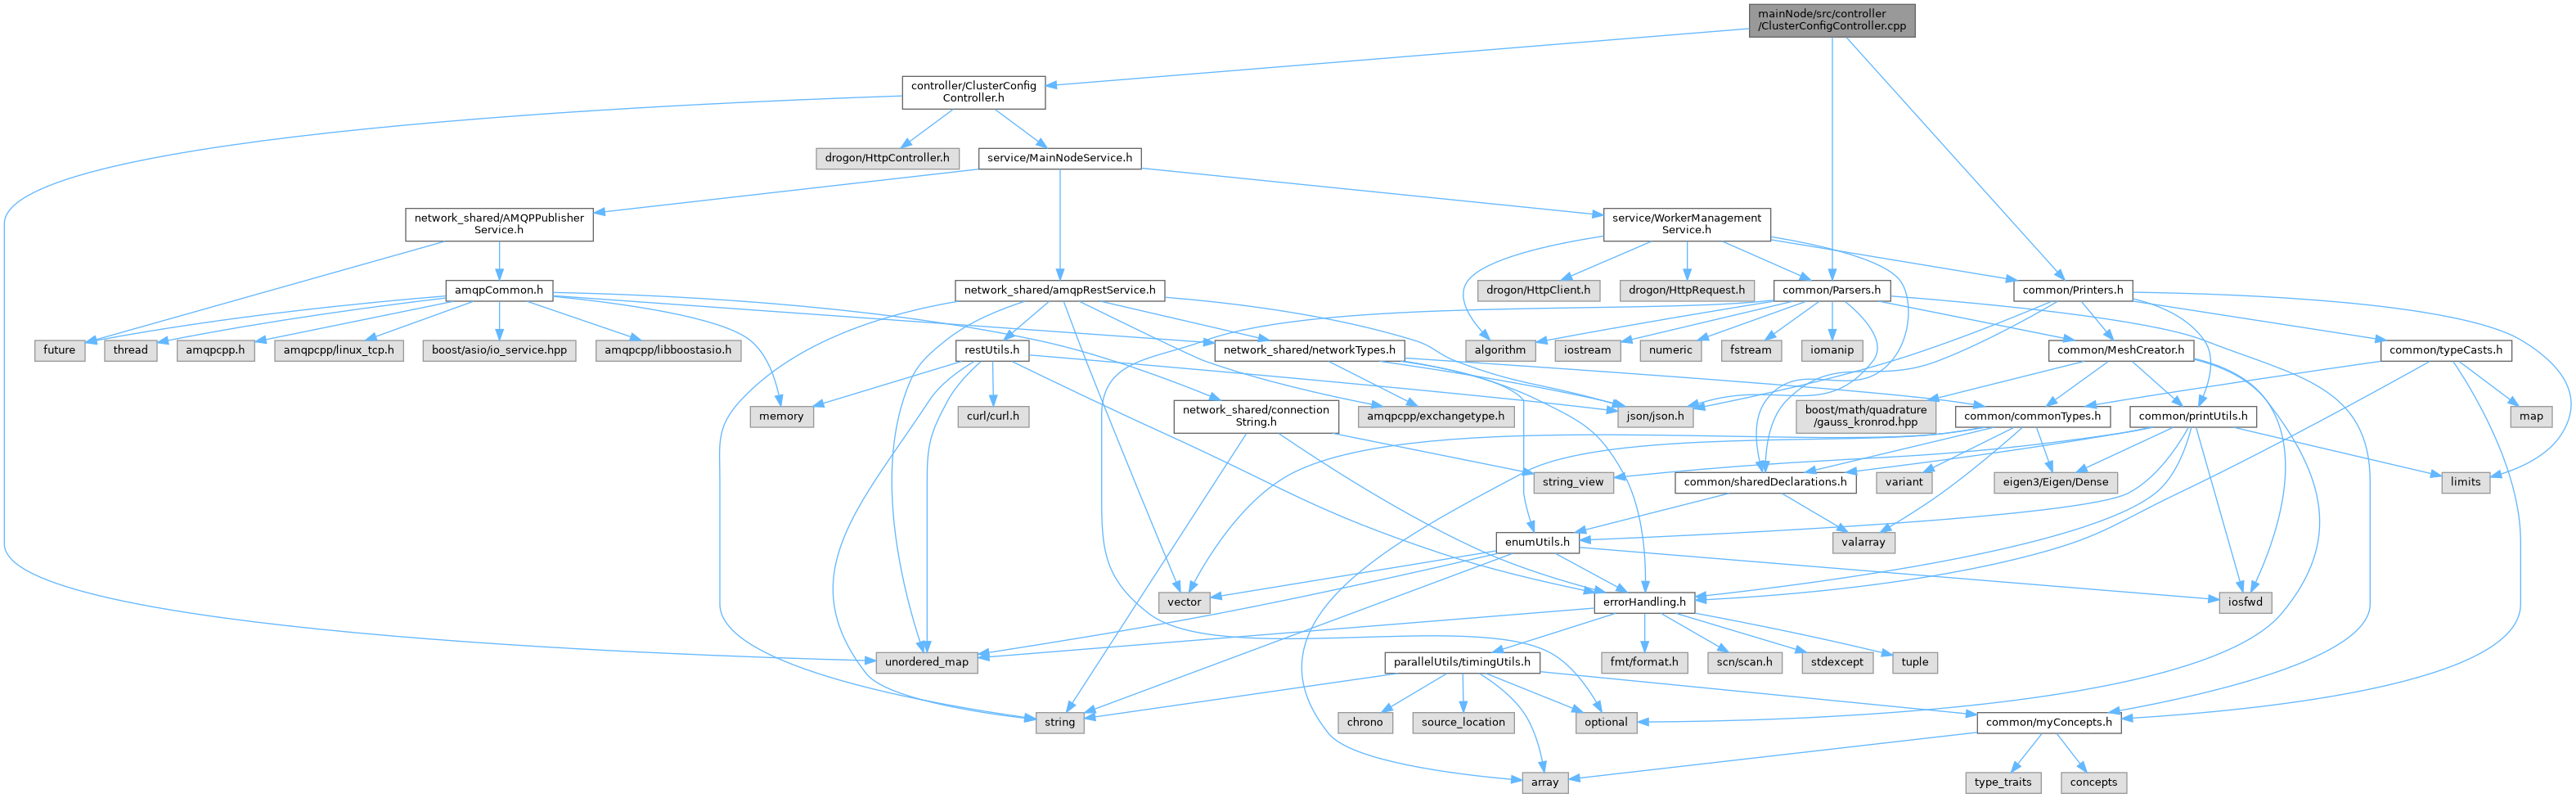 mainNode/src/controller
/ClusterConfigController.cpp
controller/ClusterConfig
Controller.h
drogon/HttpController.h
service/MainNodeService.h
network_shared/AMQPPublisher
Service.h
service/WorkerManagement
Service.h
amqpCommon.h
network_shared/amqpRestService.h
drogon/HttpClient.h
drogon/HttpRequest.h
common/Parsers.h
common/Printers.h
future
thread
amqpcpp.h
amqpcpp/linux_tcp.h
boost/asio/io_service.hpp
amqpcpp/libboostasio.h
restUtils.h
network_shared/networkTypes.h
algorithm
iostream
numeric
fstream
iomanip
common/MeshCreator.h
common/typeCasts.h
memory
curl/curl.h
network_shared/connection
String.h
amqpcpp/exchangetype.h
json/json.h
boost/math/quadrature
/gauss_kronrod.hpp
common/commonTypes.h
common/printUtils.h
map
string_view
common/sharedDeclarations.h
variant
eigen3/Eigen/Dense
limits
enumUtils.h
valarray
vector
errorHandling.h
iosfwd
unordered_map
parallelUtils/timingUtils.h
fmt/format.h
scn/scan.h
stdexcept
tuple
string
chrono
source_location
optional
common/myConcepts.h
array
type_traits
concepts